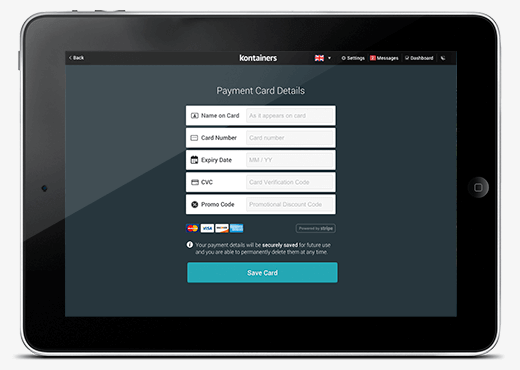 Back
kontainers
Settings
Messages
Dashboard
Payment Card Details
Name on Card
As it appears on card
Card Number
Card number
Expiry Date
MM / YY
CVC
Card Verification Code
Promo Code
Promotional Discount Code
VISA
Powered by stripe
Your payment details will be securely saved for future use
and you are able to permanently delete them at any time.
Save Card